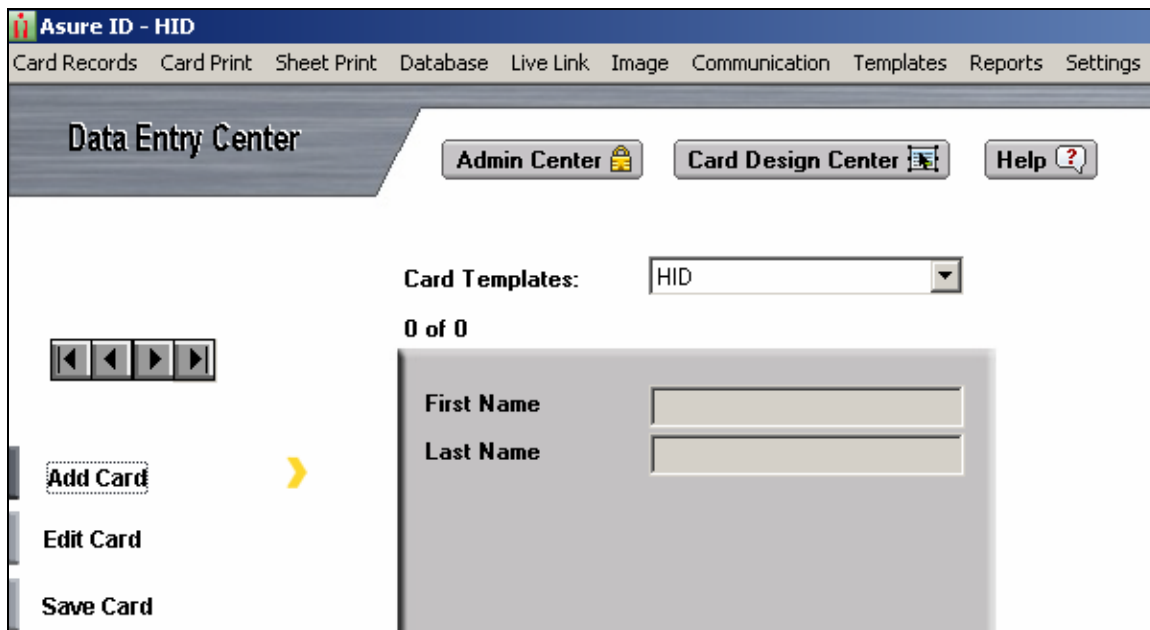 Asure ID - HID
Card Records Card Print Sheet Print Database Live Link Image Communication Templates Reports Settings
Data Entry Center
Admin Center Card Design Center Help ?
Card Templates: HID
0 of 0
First Name
Last Name
Add Card
Edit Card
Save Card